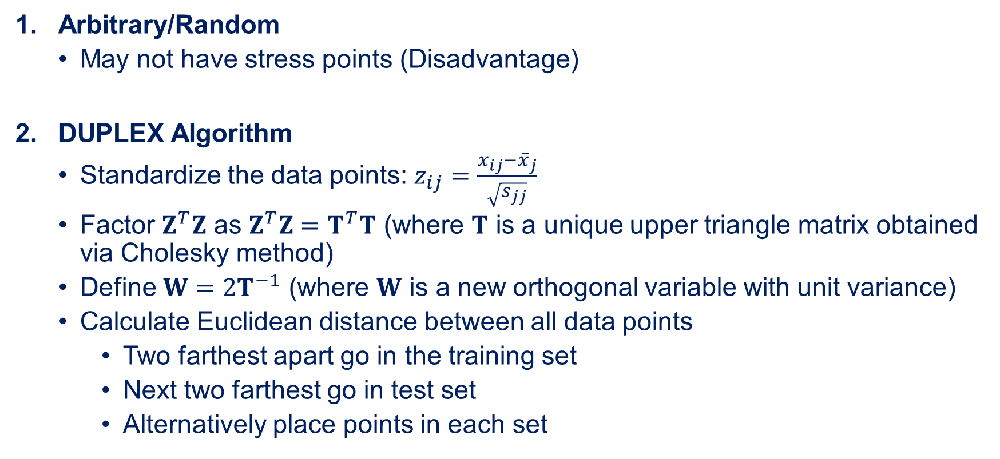 1. Arbitrary/Random
• May not have stress points (Disadvantage)
2. DUPLEX Algorithm
• Standardize the data points: $z_{ij} = \frac{x_{ij} - \bar{x}_j}{\sqrt{s_{jj}}}$
• Factor $\mathbf{Z}^T\mathbf{Z}$ as $\mathbf{Z}^T\mathbf{Z} = \mathbf{T}^T\mathbf{T}$ (where $\mathbf{T}$ is a unique upper triangle matrix obtained
via Cholesky method)
• Define $\mathbf{W} = 2\mathbf{T}^{-1}$ (where $\mathbf{W}$ is a new orthogonal variable with unit variance)
• Calculate Euclidean distance between all data points
• Two farthest apart go in the training set
• Next two farthest go in test set
• Alternatively place points in each set